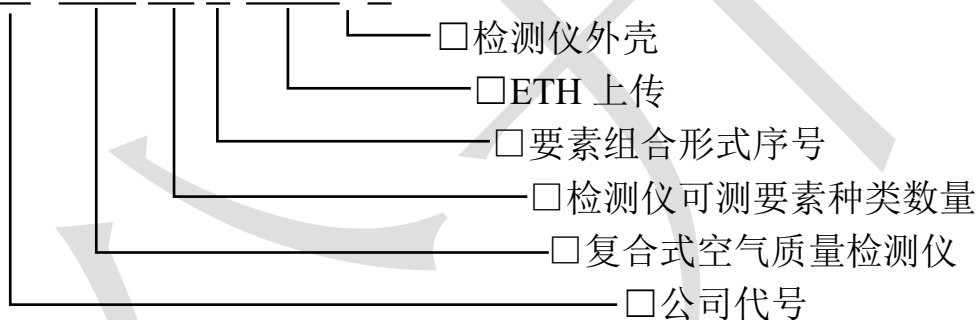 □检测仪外壳
□ETH 上传
□要素组合形式序号
□检测仪可测要素种类数量
□复合式空气质量检测仪
□公司代号